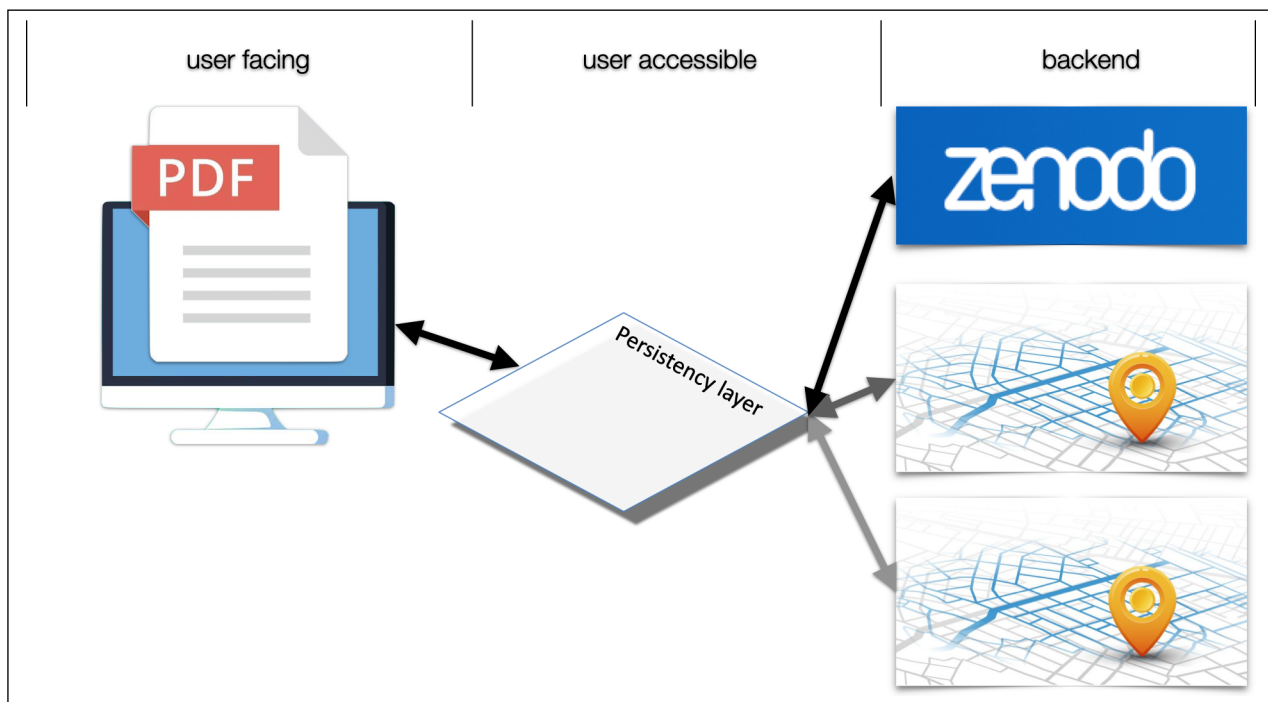 user facing
user accessible
backend
PDF
zenodo
Persistency layer